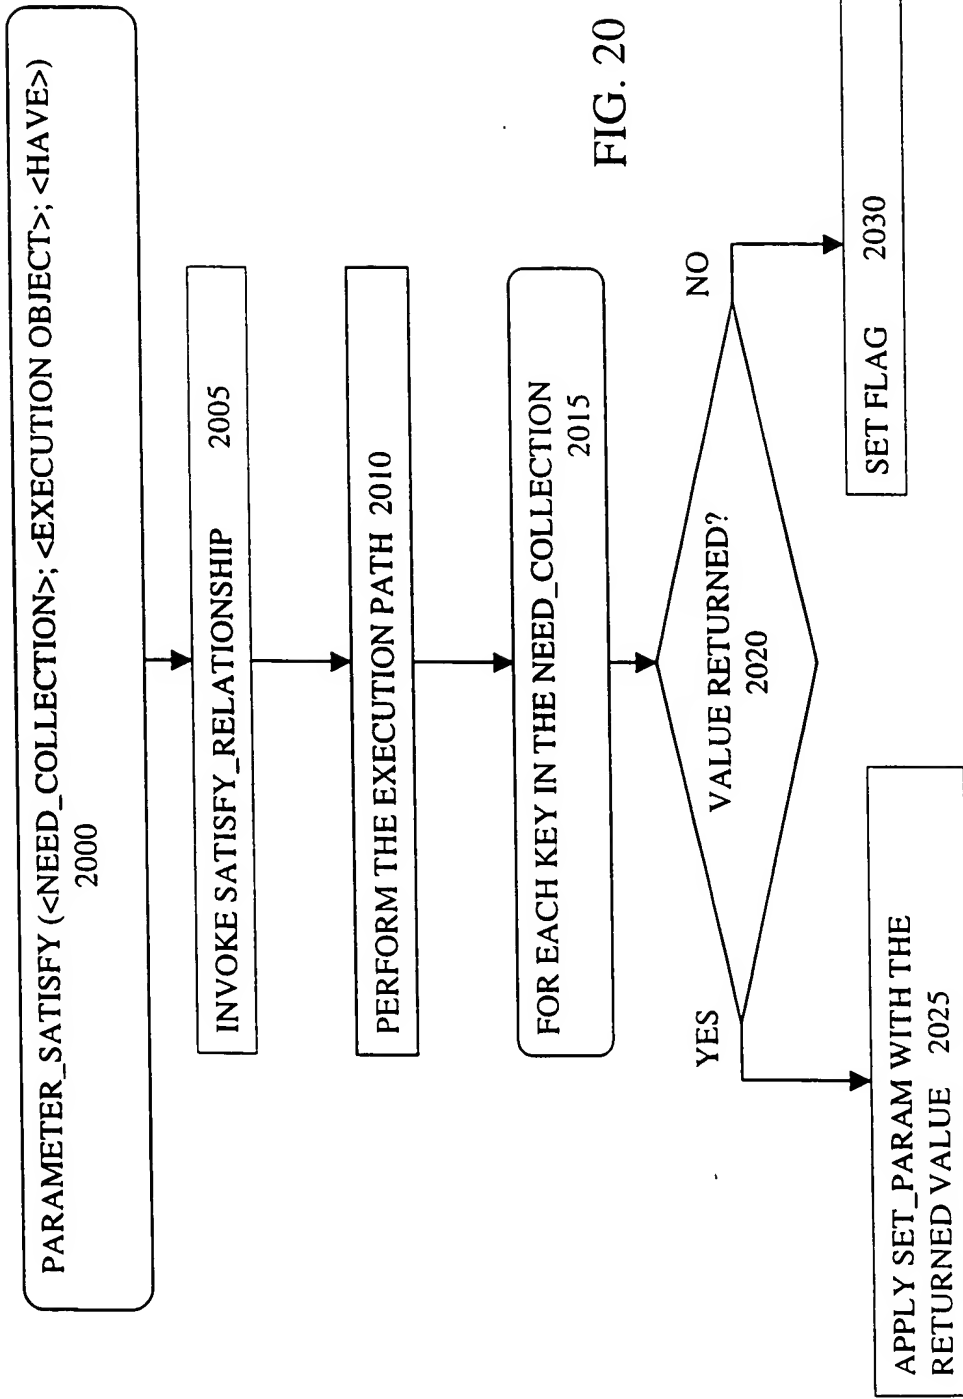 PARAMETER_SATISFY (<NEED_COLLECTION>; <EXECUTION OBJECT>; <HAVE>)
2000
INVOKE SATISFY_RELATIONSHIP 2005
PERFORM THE EXECUTION PATH 2010
FOR EACH KEY IN THE NEED_COLLECTION
2015
VALUE RETURNED?
2020
YES
NO
APPLY SET_PARAM WITH THE
RETURNED VALUE 2025
SET FLAG 2030
FIG. 20